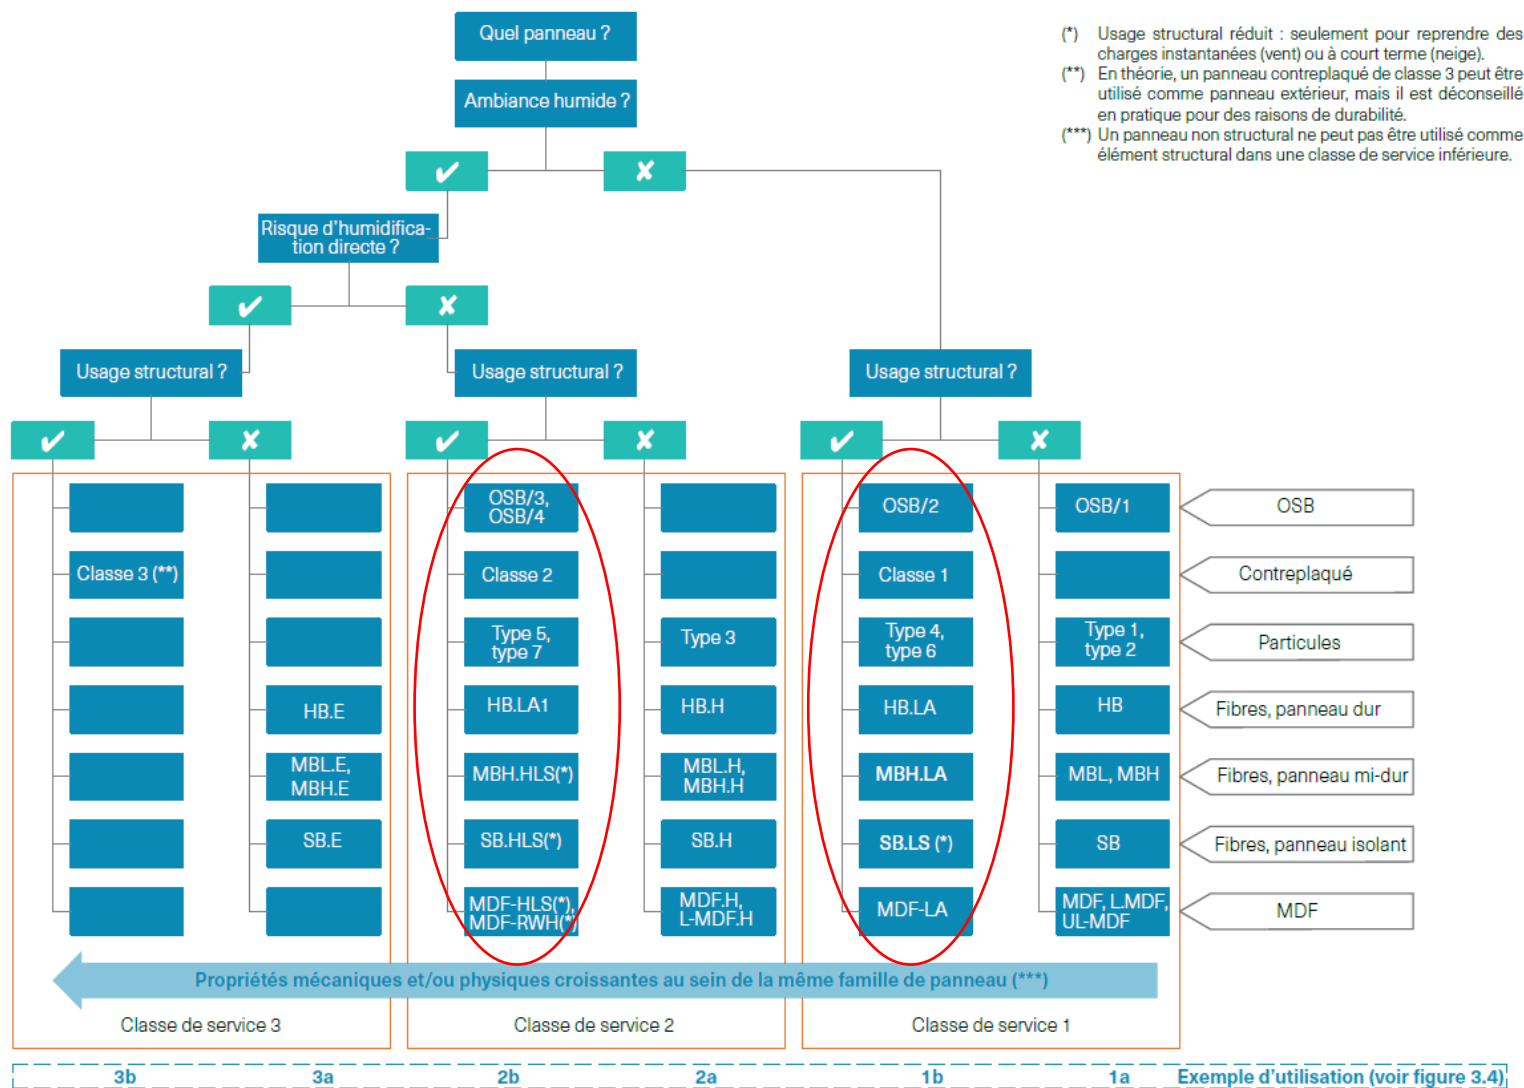 Quel panneau ?
(*) Usage structural réduit : seulement pour reprendre des
charges instantanées (vent) ou à court terme (neige).
(**) En théorie, un panneau contreplaqué de classe 3 peut être
utilisé comme panneau extérieur, mais il est déconseillé
en pratique pour des raisons de durabilité.
(***) Un panneau non structural ne peut pas être utilisé comme
élément structural dans une classe de service inférieure.
Ambiance humide ?
✔ ✘
Risque d'humidifica-
tion directe ?
✔ ✘
Usage structural ? Usage structural ? Usage structural ?
✔ ✘ ✔ ✘ ✔ ✘
OSB/3,
OSB/4
OSB/2
OSB/1
OSB
Classe 3 (**)
Classe 2
Classe 1
Contreplaqué
Type 5,
type 7
Type 3
Type 4,
type 6
Type 1,
type 2
Particules
HB.E
HB.LA1
HB.H
HB.LA
HB
Fibres, panneau dur
MBL.E,
MBH.E
MBH.HLS(*)
MBL.H,
MBH.H
MBH.LA
MBL, MBH
Fibres, panneau mi-dur
SB.E
SB.HLS(*)
SB.H
SB.LS (*)
SB
Fibres, panneau isolant
MDF-HLS(*),
MDF-RWH(*)
MDF.H,
L-MDF.H
MDF-LA
MDF, L.MDF,
UL-MDF
MDF
Propriétés mécaniques et/ou physiques croissantes au sein de la même famille de panneau (***)
Classe de service 3 Classe de service 2 Classe de service 1
3b 3a 2b 2a 1b 1a Exemple d'utilisation (voir figure 3.4)